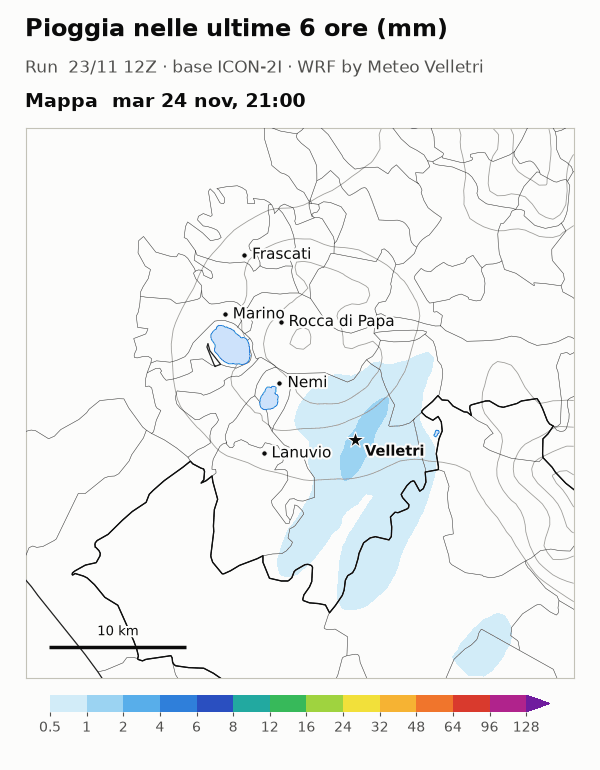 Pioggia nelle ultime 6 ore (mm)
Run  23/11 12Z · base ICON-2I · WRF by Meteo Velletri
Mappa  mar 24 nov, 21:00
Frascati
Marino
Rocca di Papa
Nemi
Velletri
Lanuvio
10 km
0.5 1 2 4 6 8 12 16 24 32 48 64 96 128